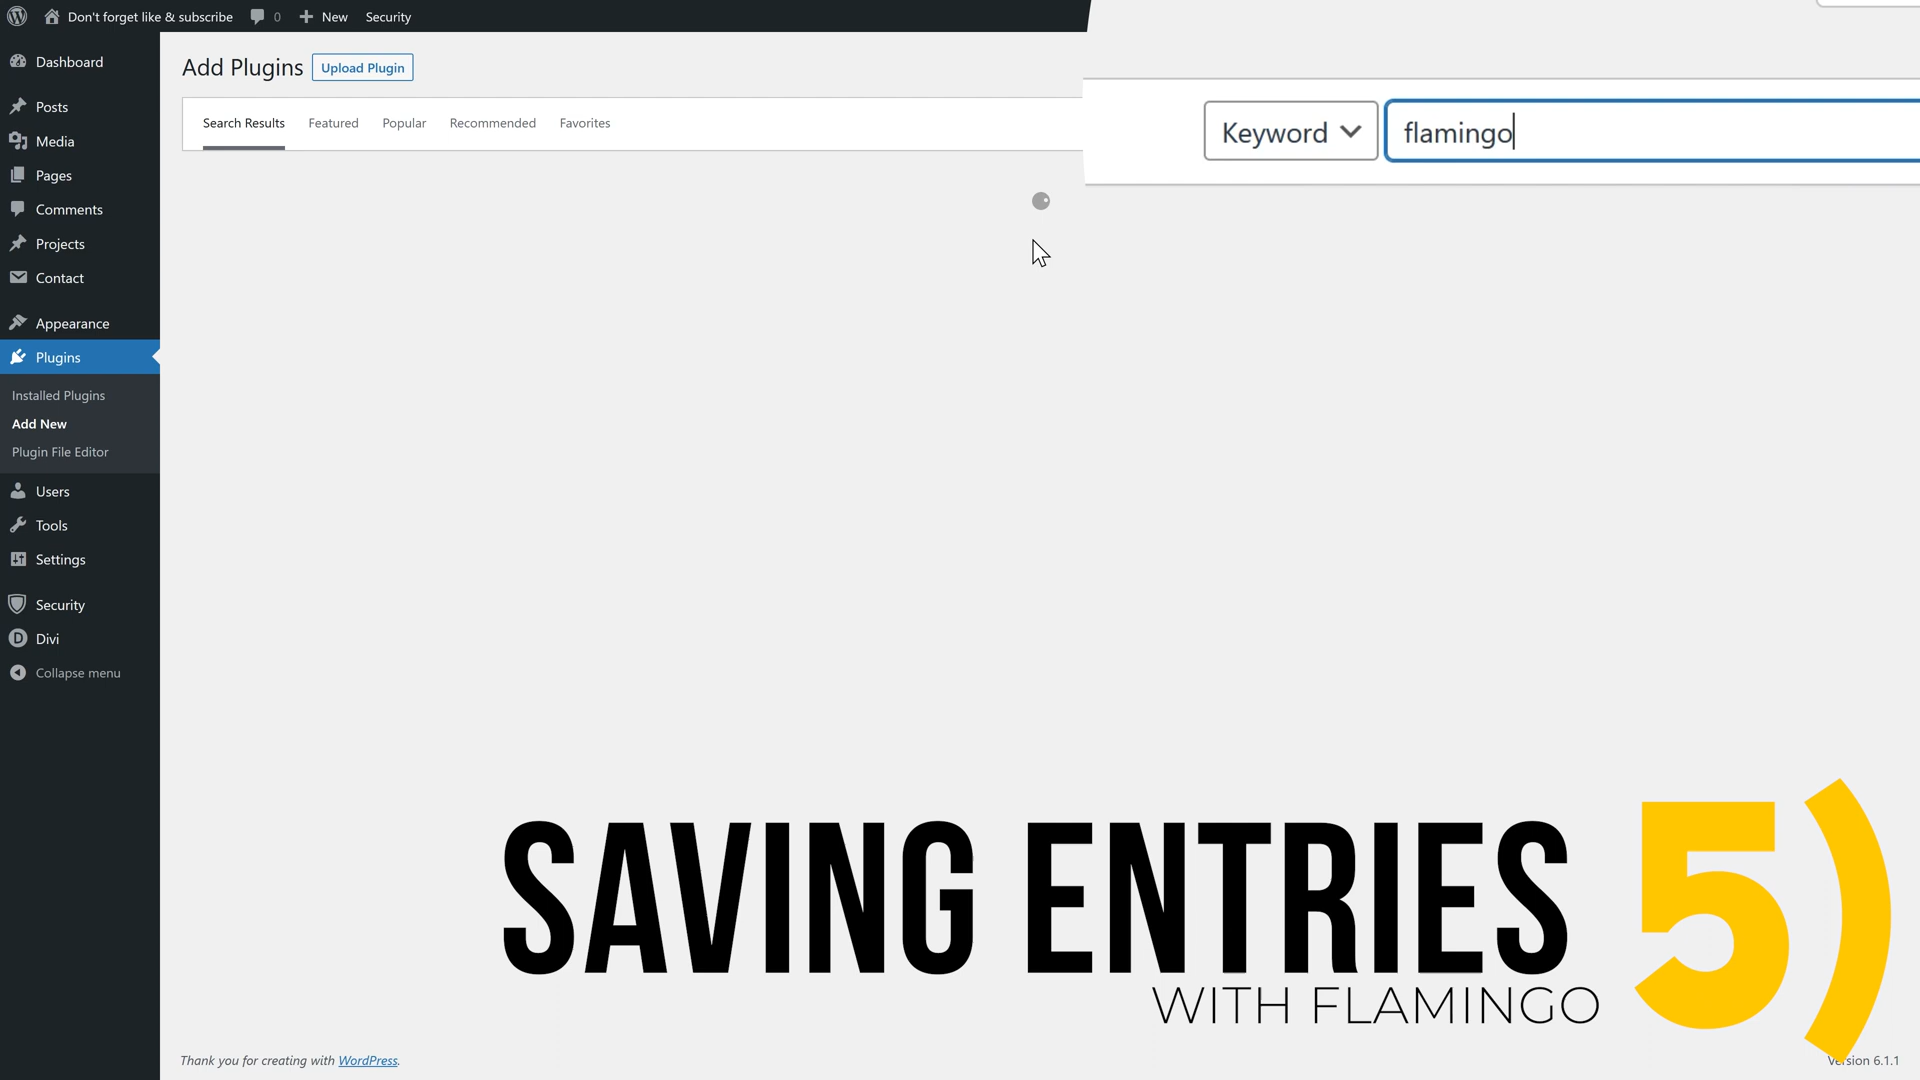 Don't forget like & subscribe 0 New Security
Dashboard
Posts
Media
Pages
Comments
Projects
Contact
Appearance
Plugins
Installed Plugins
Add New
Plugin File Editor
Users
Tools
Settings
Security
Divi
Collapse menu
Add Plugins Upload Plugin
Search Results Featured Popular Recommended Favorites
Keyword flamingo
SAVING ENTRIES 5)
WITH FLAMINGO
Thank you for creating with WordPress.
Version 6.1.1